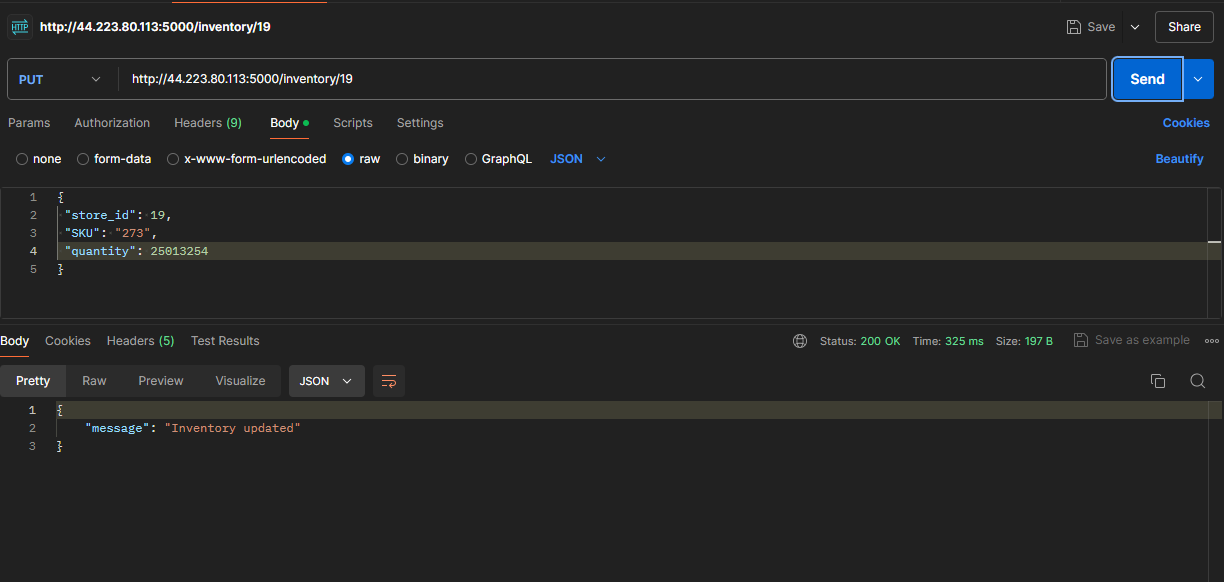 HTTP http://44.223.80.113:5000/inventory/19 Save Share
PUT http://44.223.80.113:5000/inventory/19 Send
Params Authorization Headers (9) Body Scripts Settings Cookies
none form-data x-www-form-urlencoded raw binary GraphQL JSON Beautify
1 {
2 "store_id": 19,
3 "SKU": "273",
4 "quantity": 25013254
5 }
Body Cookies Headers (5) Test Results Status: 200 OK Time: 325 ms Size: 197 B Save as example
Pretty Raw Preview Visualize JSON
1 {
2 "message": "Inventory updated"
3 }